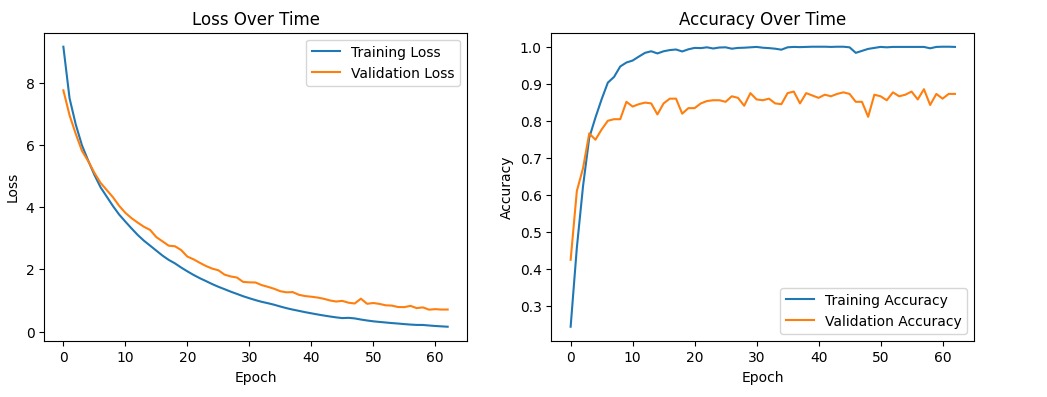 Loss Over Time
Training Loss
Validation Loss
8
6
4
2
0
Loss
0 10 20 30 40 50 60
Epoch
Accuracy Over Time
1.0
0.9
0.8
0.7
0.6
0.5
0.4
0.3
Accuracy
Training Accuracy
Validation Accuracy
0 10 20 30 40 50 60
Epoch